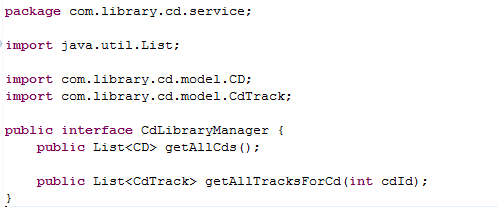 package com.library.cd.service;
import java.util.List;
import com.library.cd.model.CD;
import com.library.cd.model.CdTrack;
public interface CdLibraryManager {
public List<CD> getAllCds();
public List<CdTrack> getAllTracksForCd(int cdId);
}